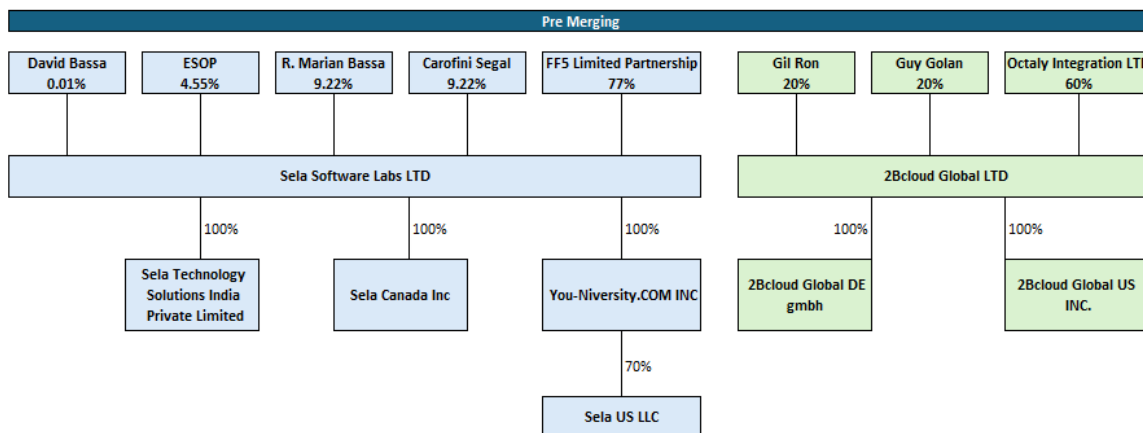 Pre Merging
David Bassa
0.01%
ESOP
4.55%
R. Marian Bassa
9.22%
Carofini Segal
9.22%
FF5 Limited Partnership
77%
Gil Ron
20%
Guy Golan
20%
Octaly Integration LT
60%
Sela Software Labs LTD
2Bcloud Global LTD
100%
100%
100%
100%
100%
Sela Technology
Solutions India
Private Limited
Sela Canada Inc
You-Niversity.COM INC
2Bcloud Global DE
gmbh
2Bcloud Global US
INC.
70%
Sela US LLC